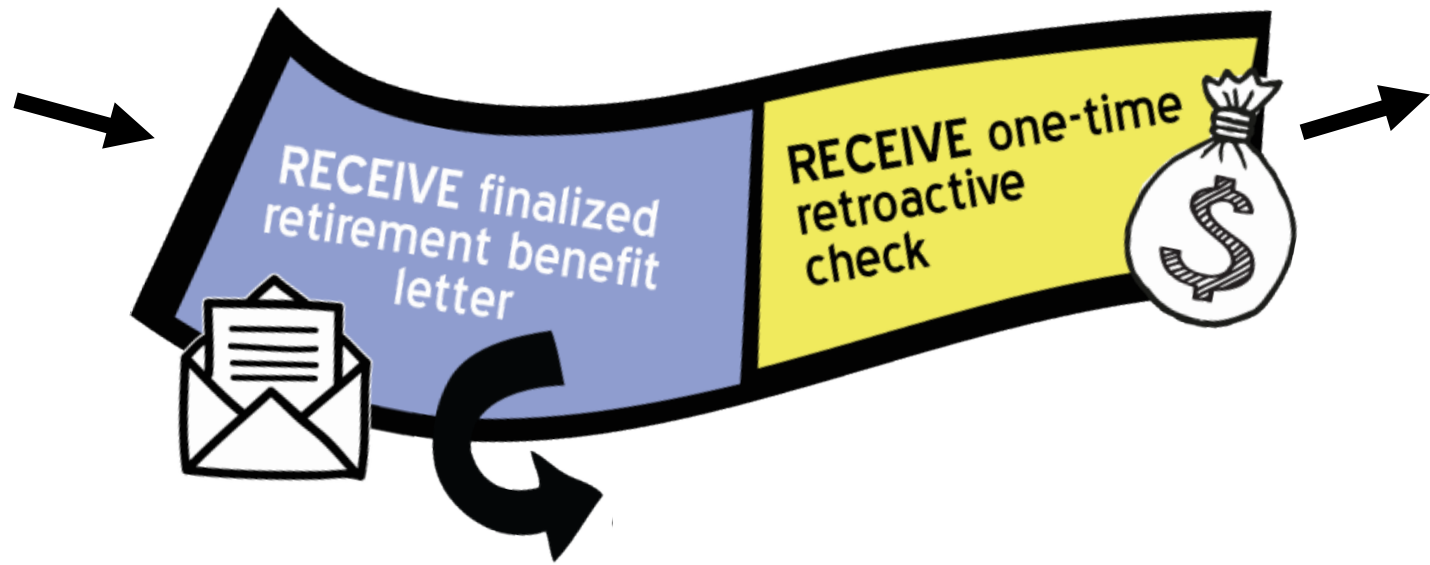 RECEIVE finalized
retirement benefit
letter
RECEIVE one-time
retroactive
check
$